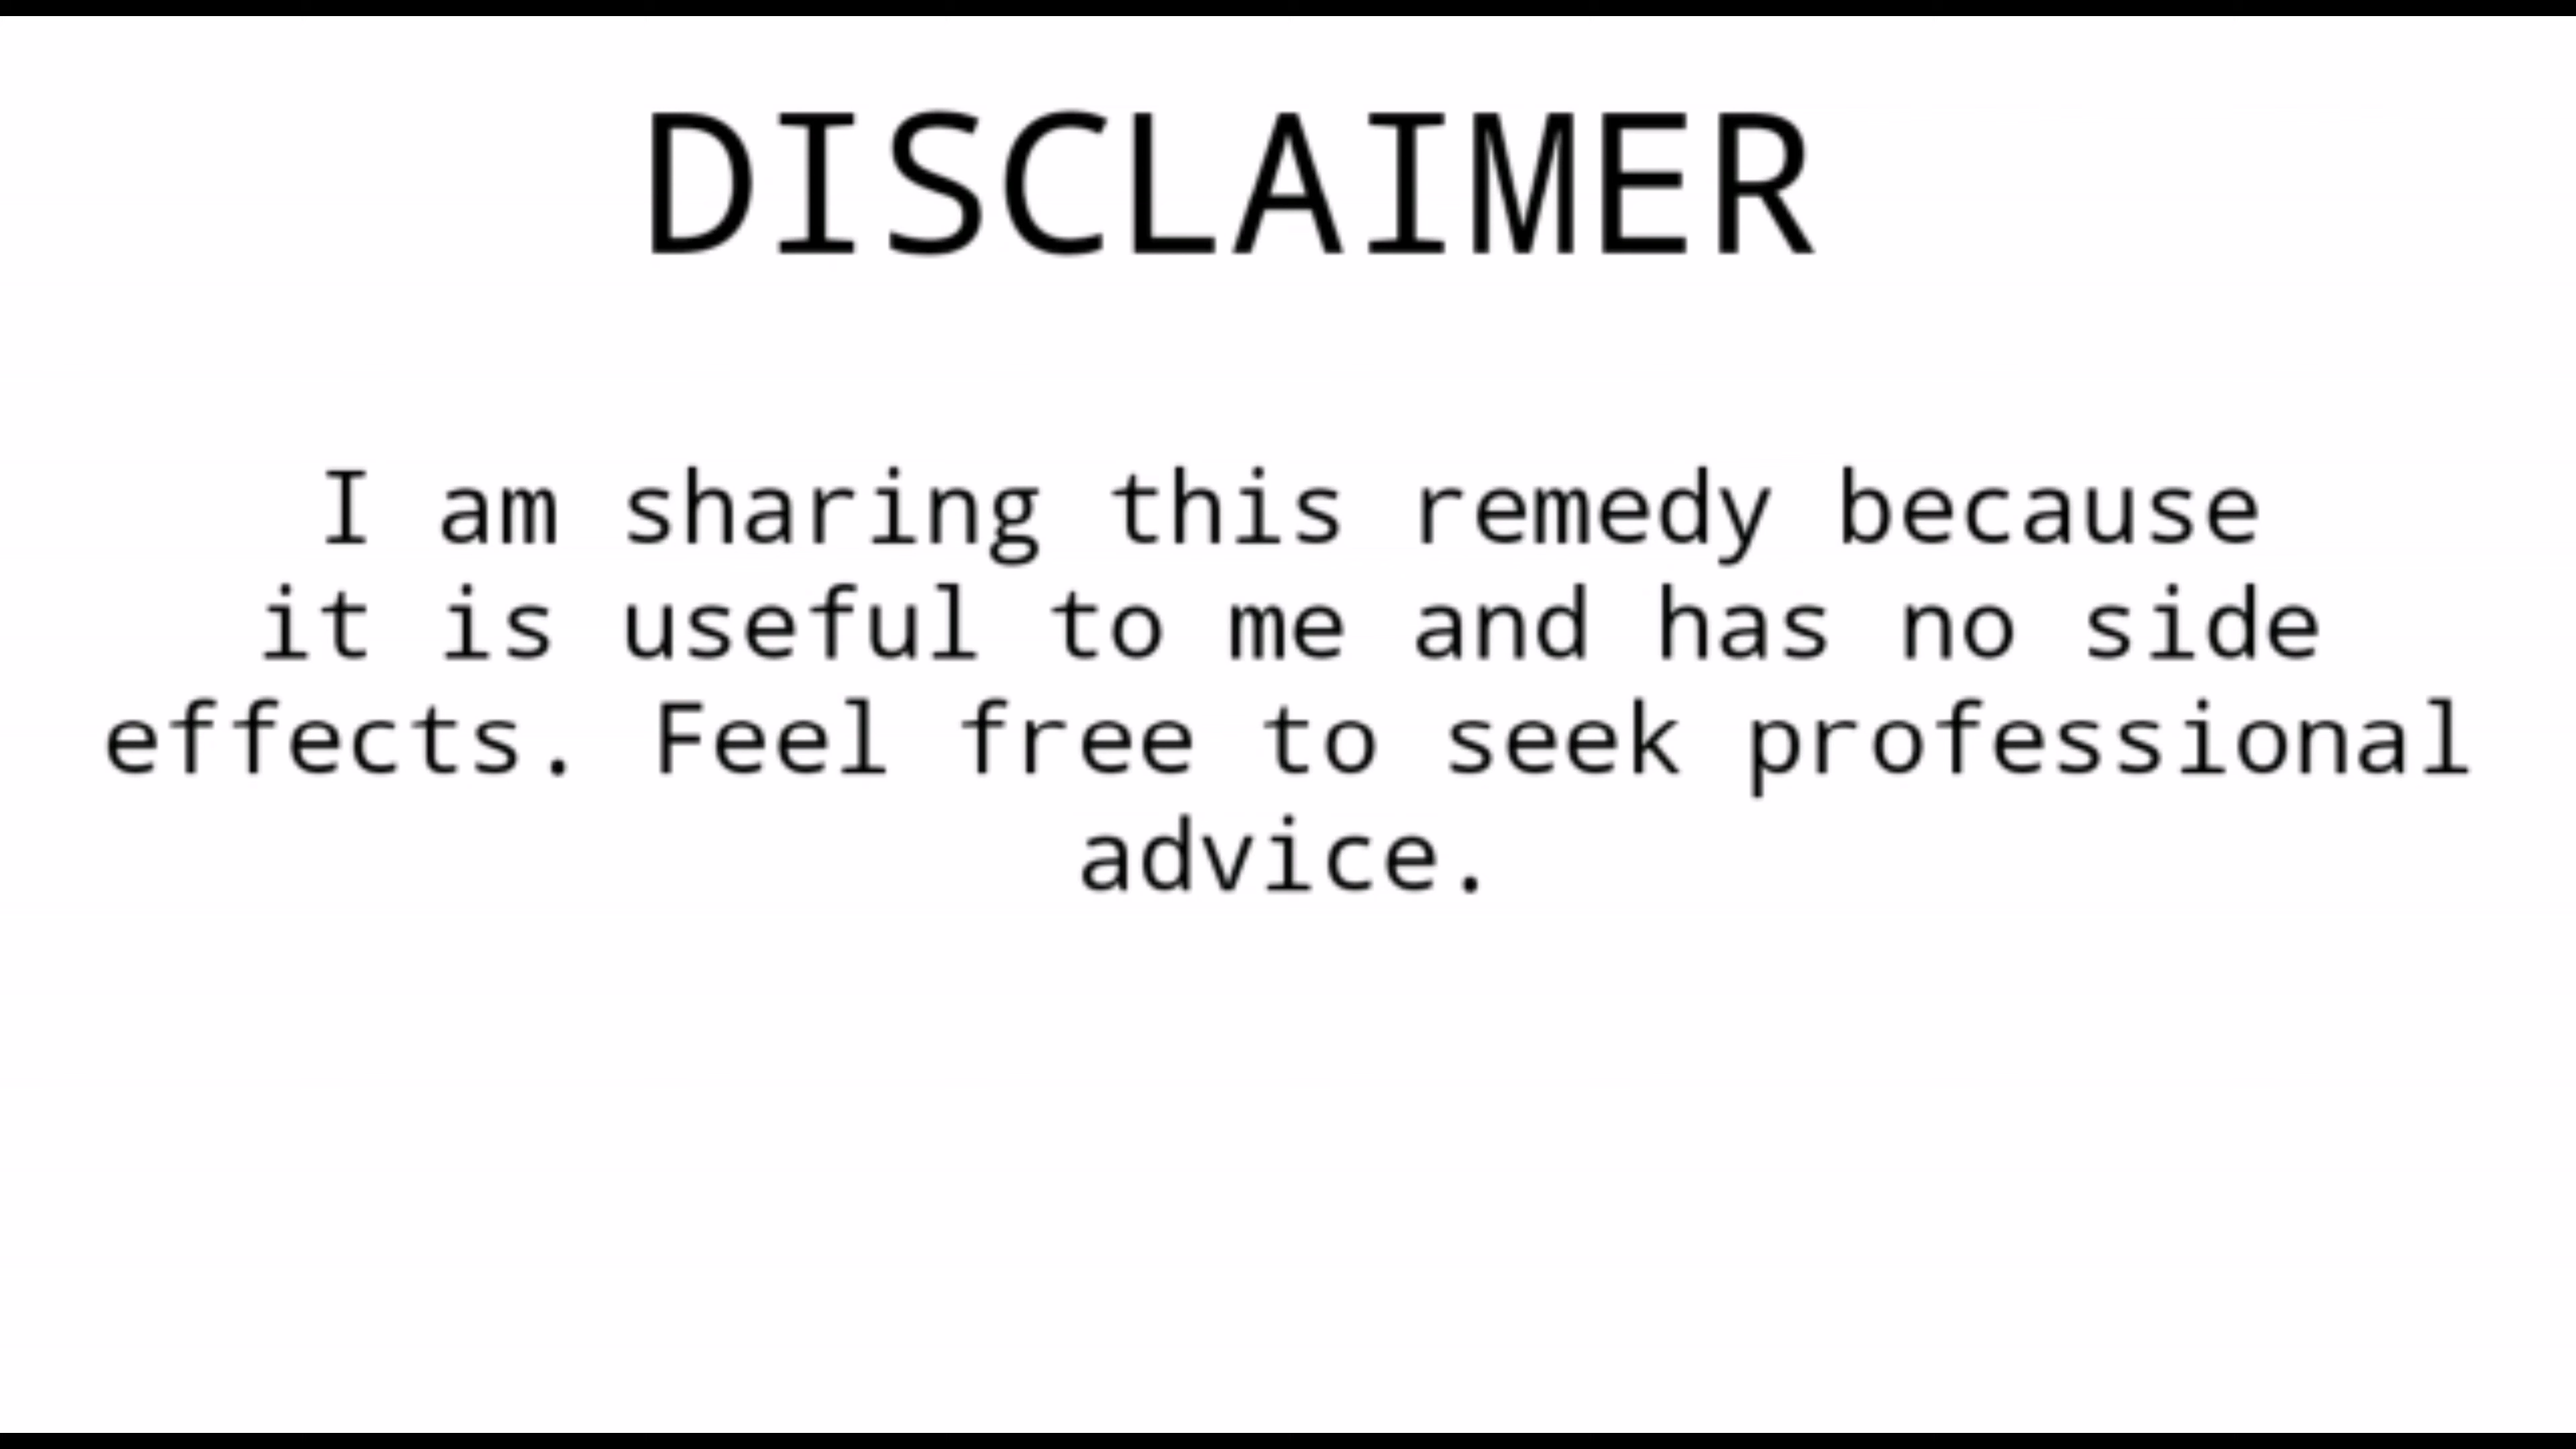 DISCLAIMER
I am sharing this remedy because
it is useful to me and has no side
effects. Feel free to seek professional
advice.